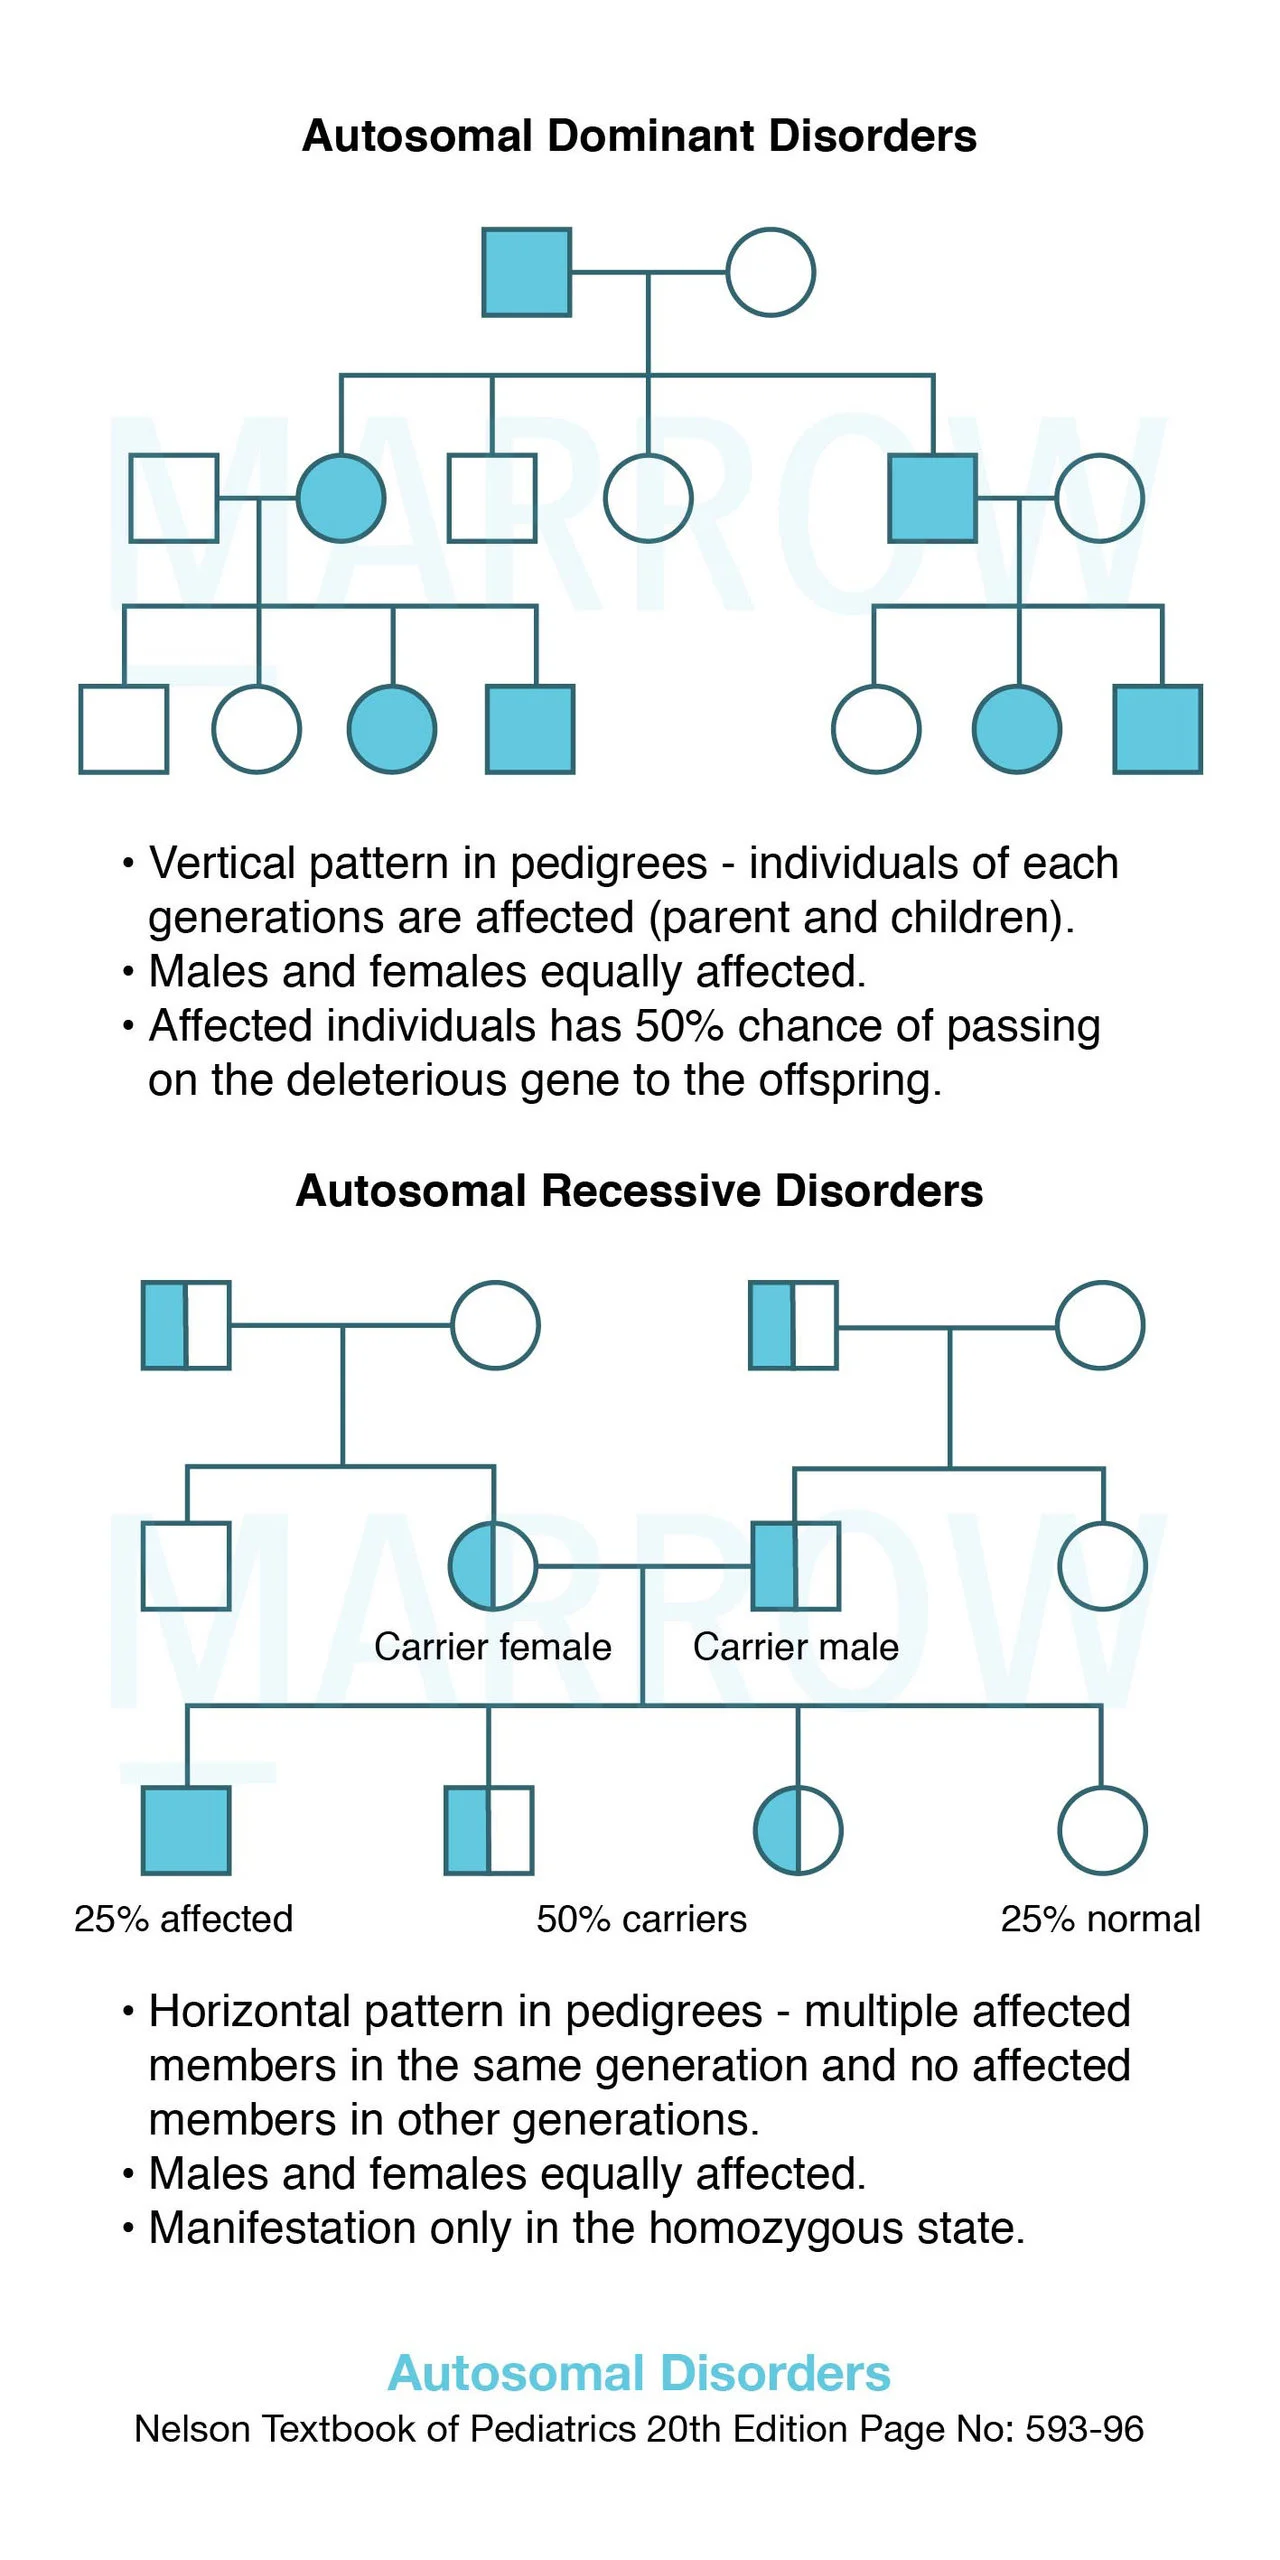 Autosomal Dominant Disorders
MARROW
• Vertical pattern in pedigrees - individuals of each
generations are affected (parent and children).
• Males and females equally affected.
• Affected individuals has 50% chance of passing
on the deleterious gene to the offspring.
Autosomal Recessive Disorders
MARROW
Carrier female Carrier male
25% affected 50% carriers 25% normal
• Horizontal pattern in pedigrees - multiple affected
members in the same generation and no affected
members in other generations.
• Males and females equally affected.
• Manifestation only in the homozygous state.
Autosomal Disorders
Nelson Textbook of Pediatrics 20th Edition Page No: 593-96